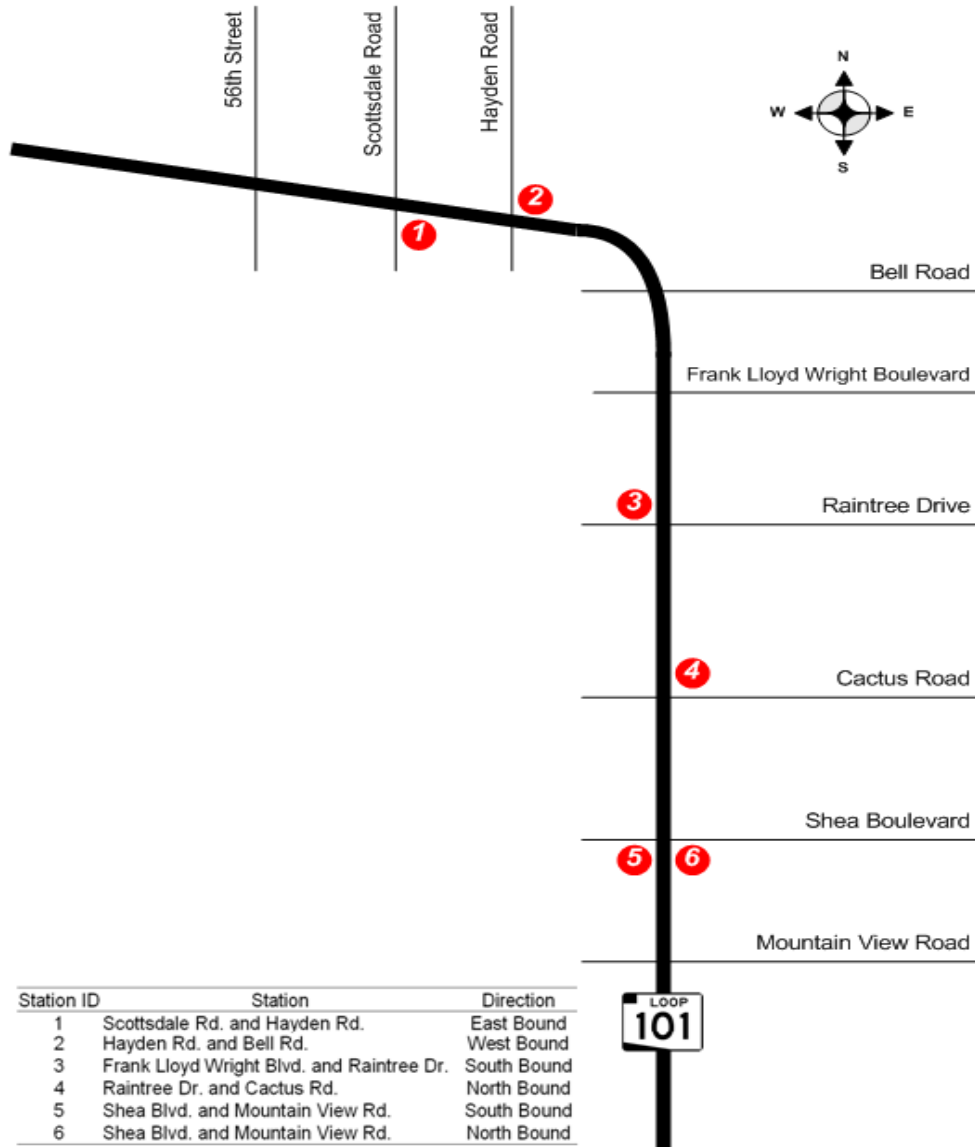 56th Street
Scottsdale Road
Hayden Road
N
W
E
S
2
1
Bell Road
Frank Lloyd Wright Boulevard
3
Raintree Drive
4
Cactus Road
Shea Boulevard
5
6
Mountain View Road
LOOP
101
Station ID Station Direction
1 Scottsdale Rd. and Hayden Rd. East Bound
2 Hayden Rd. and Bell Rd. West Bound
3 Frank Lloyd Wright Blvd. and Raintree Dr. South Bound
4 Raintree Dr. and Cactus Rd. North Bound
5 Shea Blvd. and Mountain View Rd. South Bound
6 Shea Blvd. and Mountain View Rd. North Bound